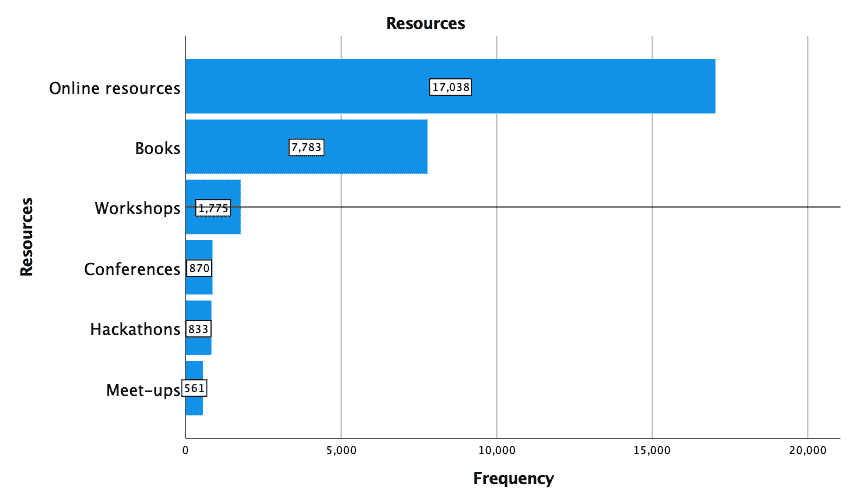 Resources
Resources
Online resources 17,038
Books 7,783
Workshops 1,775
Conferences 870
Hackathons 833
Meet-ups 561
0 5,000 10,000 15,000 20,000
Frequency